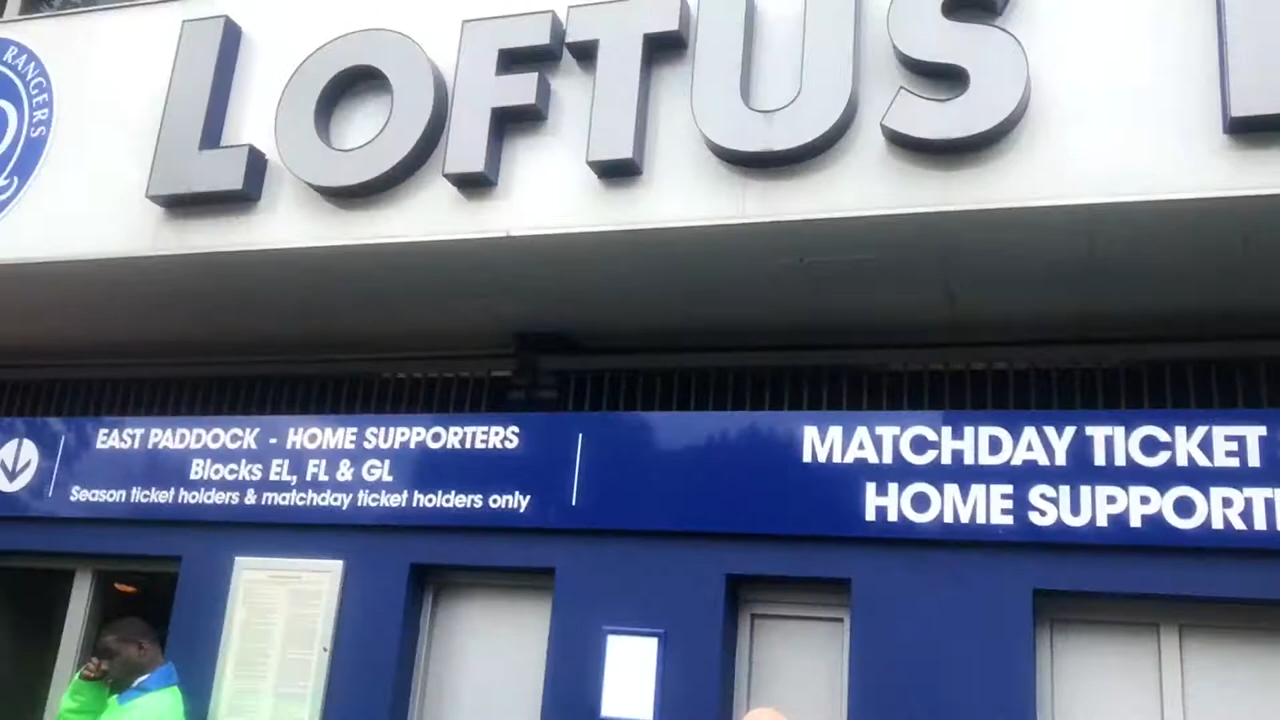 RANGERS
LOFTUS
EAST PADDOCK - HOME SUPPORTERS
Blocks EL, FL & GL
Season ticket holders & matchday ticket holders only
MATCHDAY TICKET
HOME